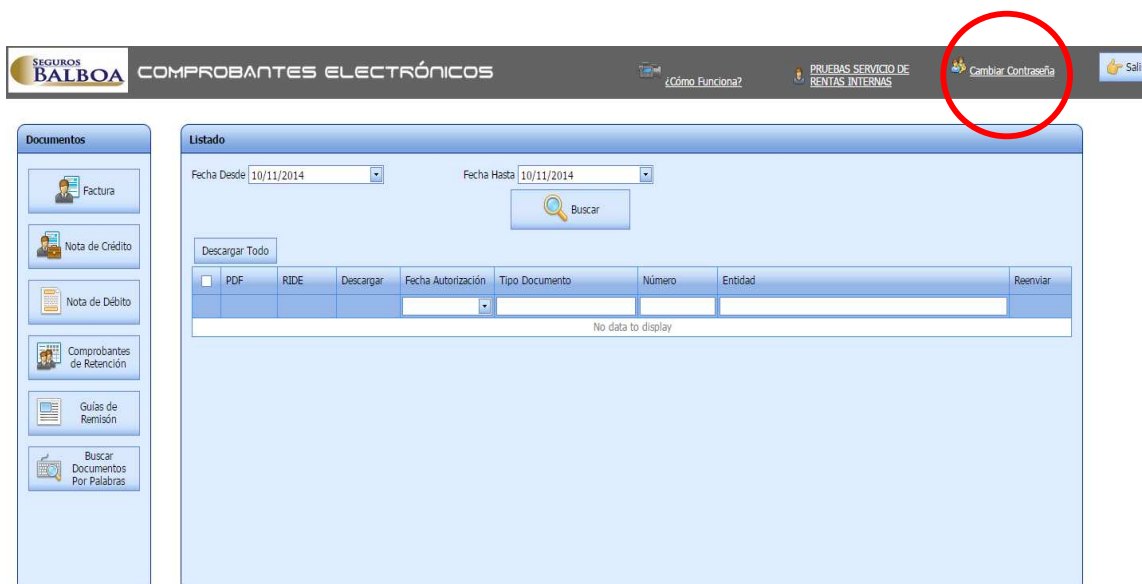 SEGUROS
BALBOA
COMPROBANTES ELECTRÓNICOS
¿Cómo Funciona?
PRUEBAS SERVICIO DE
RENTAS INTERNAS
Cambiar Contraseña
Sali
Documentos
Factura
Nota de Crédito
Nota de Débito
Comprobantes
de Retención
Guías de
Remisón
Buscar
Documentos
Por Palabras
Listado
Fecha Desde 10/11/2014 Fecha Hasta 10/11/2014
Buscar
Descargar Todo
PDF RIDE Descargar Fecha Autorización Tipo Documento Número Entidad Reenviar
No data to display